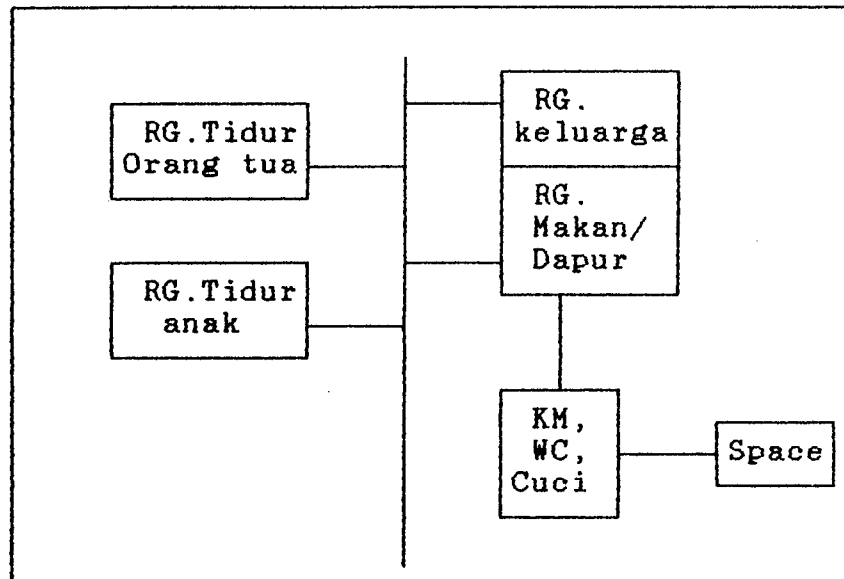 RG.Tidur
Orang tua
RG.Tidur
anak
RG.
keluarga
RG.
Makan/
Dapur
KM,
WC,
Cuci
Space